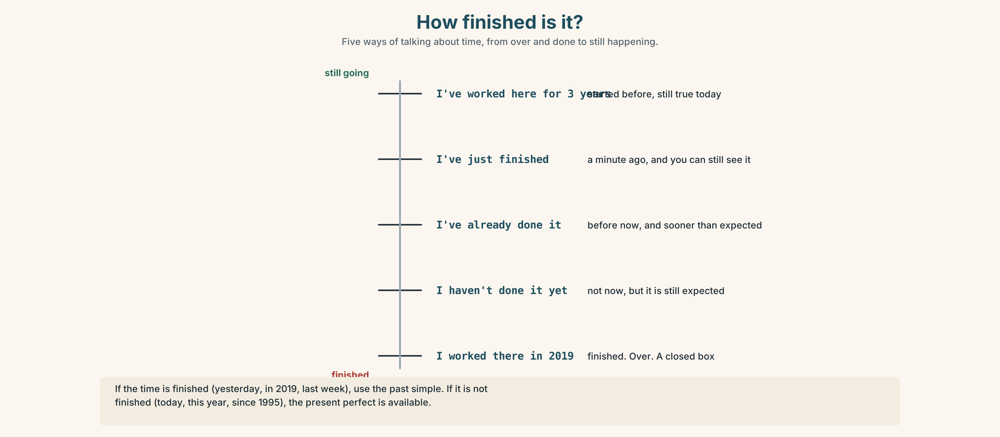 How finished is it?
Five ways of talking about time, from over and done to still happening.
still going
I've worked here for 3 years started before, still true today
I've just finished a minute ago, and you can still see it
I've already done it before now, and sooner than expected
I haven't done it yet not now, but it is still expected
I worked there in 2019 finished. Over. A closed box
finished
If the time is finished (yesterday, in 2019, last week), use the past simple. If it is not
finished (today, this year, since 1995), the present perfect is available.